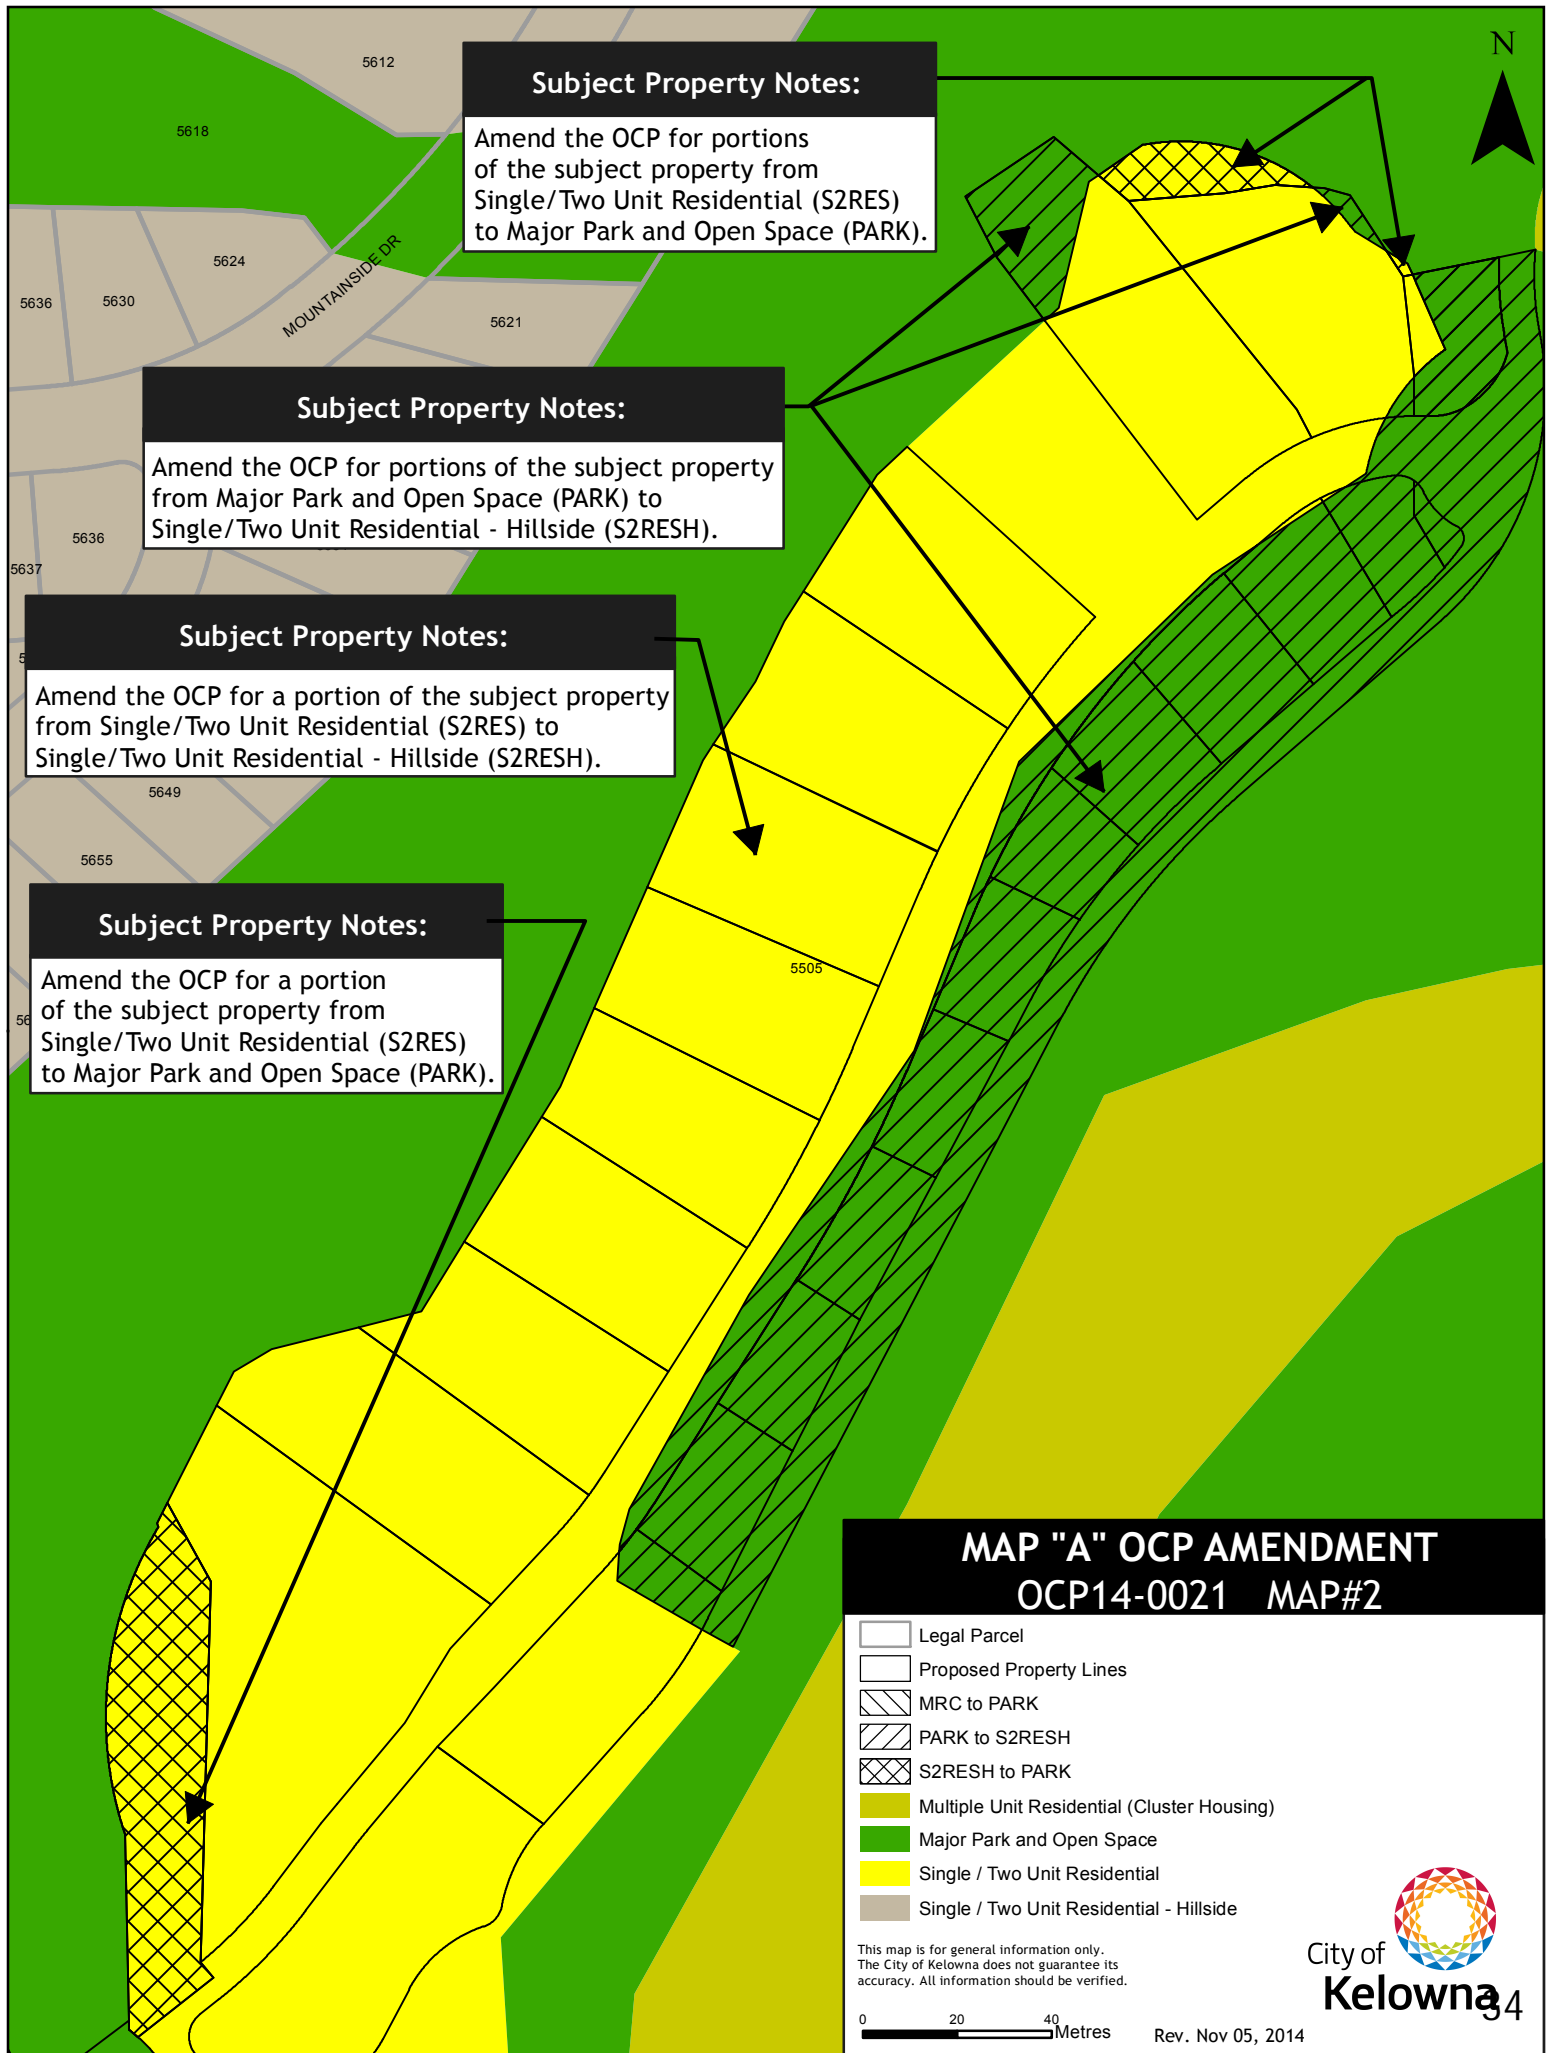 5612
N
Subject Property Notes:
Amend the OCP for portions
of the subject property from
Single/Two Unit Residential (S2RES)
to Major Park and Open Space (PARK).
5618
5624
MOUNTAINSIDE DR
5636
5630
5621
Subject Property Notes:
Amend the OCP for portions of the subject property
from Major Park and Open Space (PARK) to
Single/Two Unit Residential - Hillside (S2RESH).
5636
5637
Subject Property Notes:
Amend the OCP for a portion of the subject property
from Single/Two Unit Residential (S2RES) to
Single/Two Unit Residential - Hillside (S2RESH).
5649
5655
Subject Property Notes:
Amend the OCP for a portion
of the subject property from
Single/Two Unit Residential (S2RES)
to Major Park and Open Space (PARK).
5505
MAP "A" OCP AMENDMENT
OCP14-0021 MAP#2
Legal Parcel
Proposed Property Lines
MRC to PARK
PARK to S2RESH
S2RESH to PARK
Multiple Unit Residential (Cluster Housing)
Major Park and Open Space
Single / Two Unit Residential
Single / Two Unit Residential - Hillside
This map is for general information only.
The City of Kelowna does not guarantee its
accuracy. All information should be verified.
City of
Kelowna
34
0 20 40
Metres
Rev. Nov 05, 2014